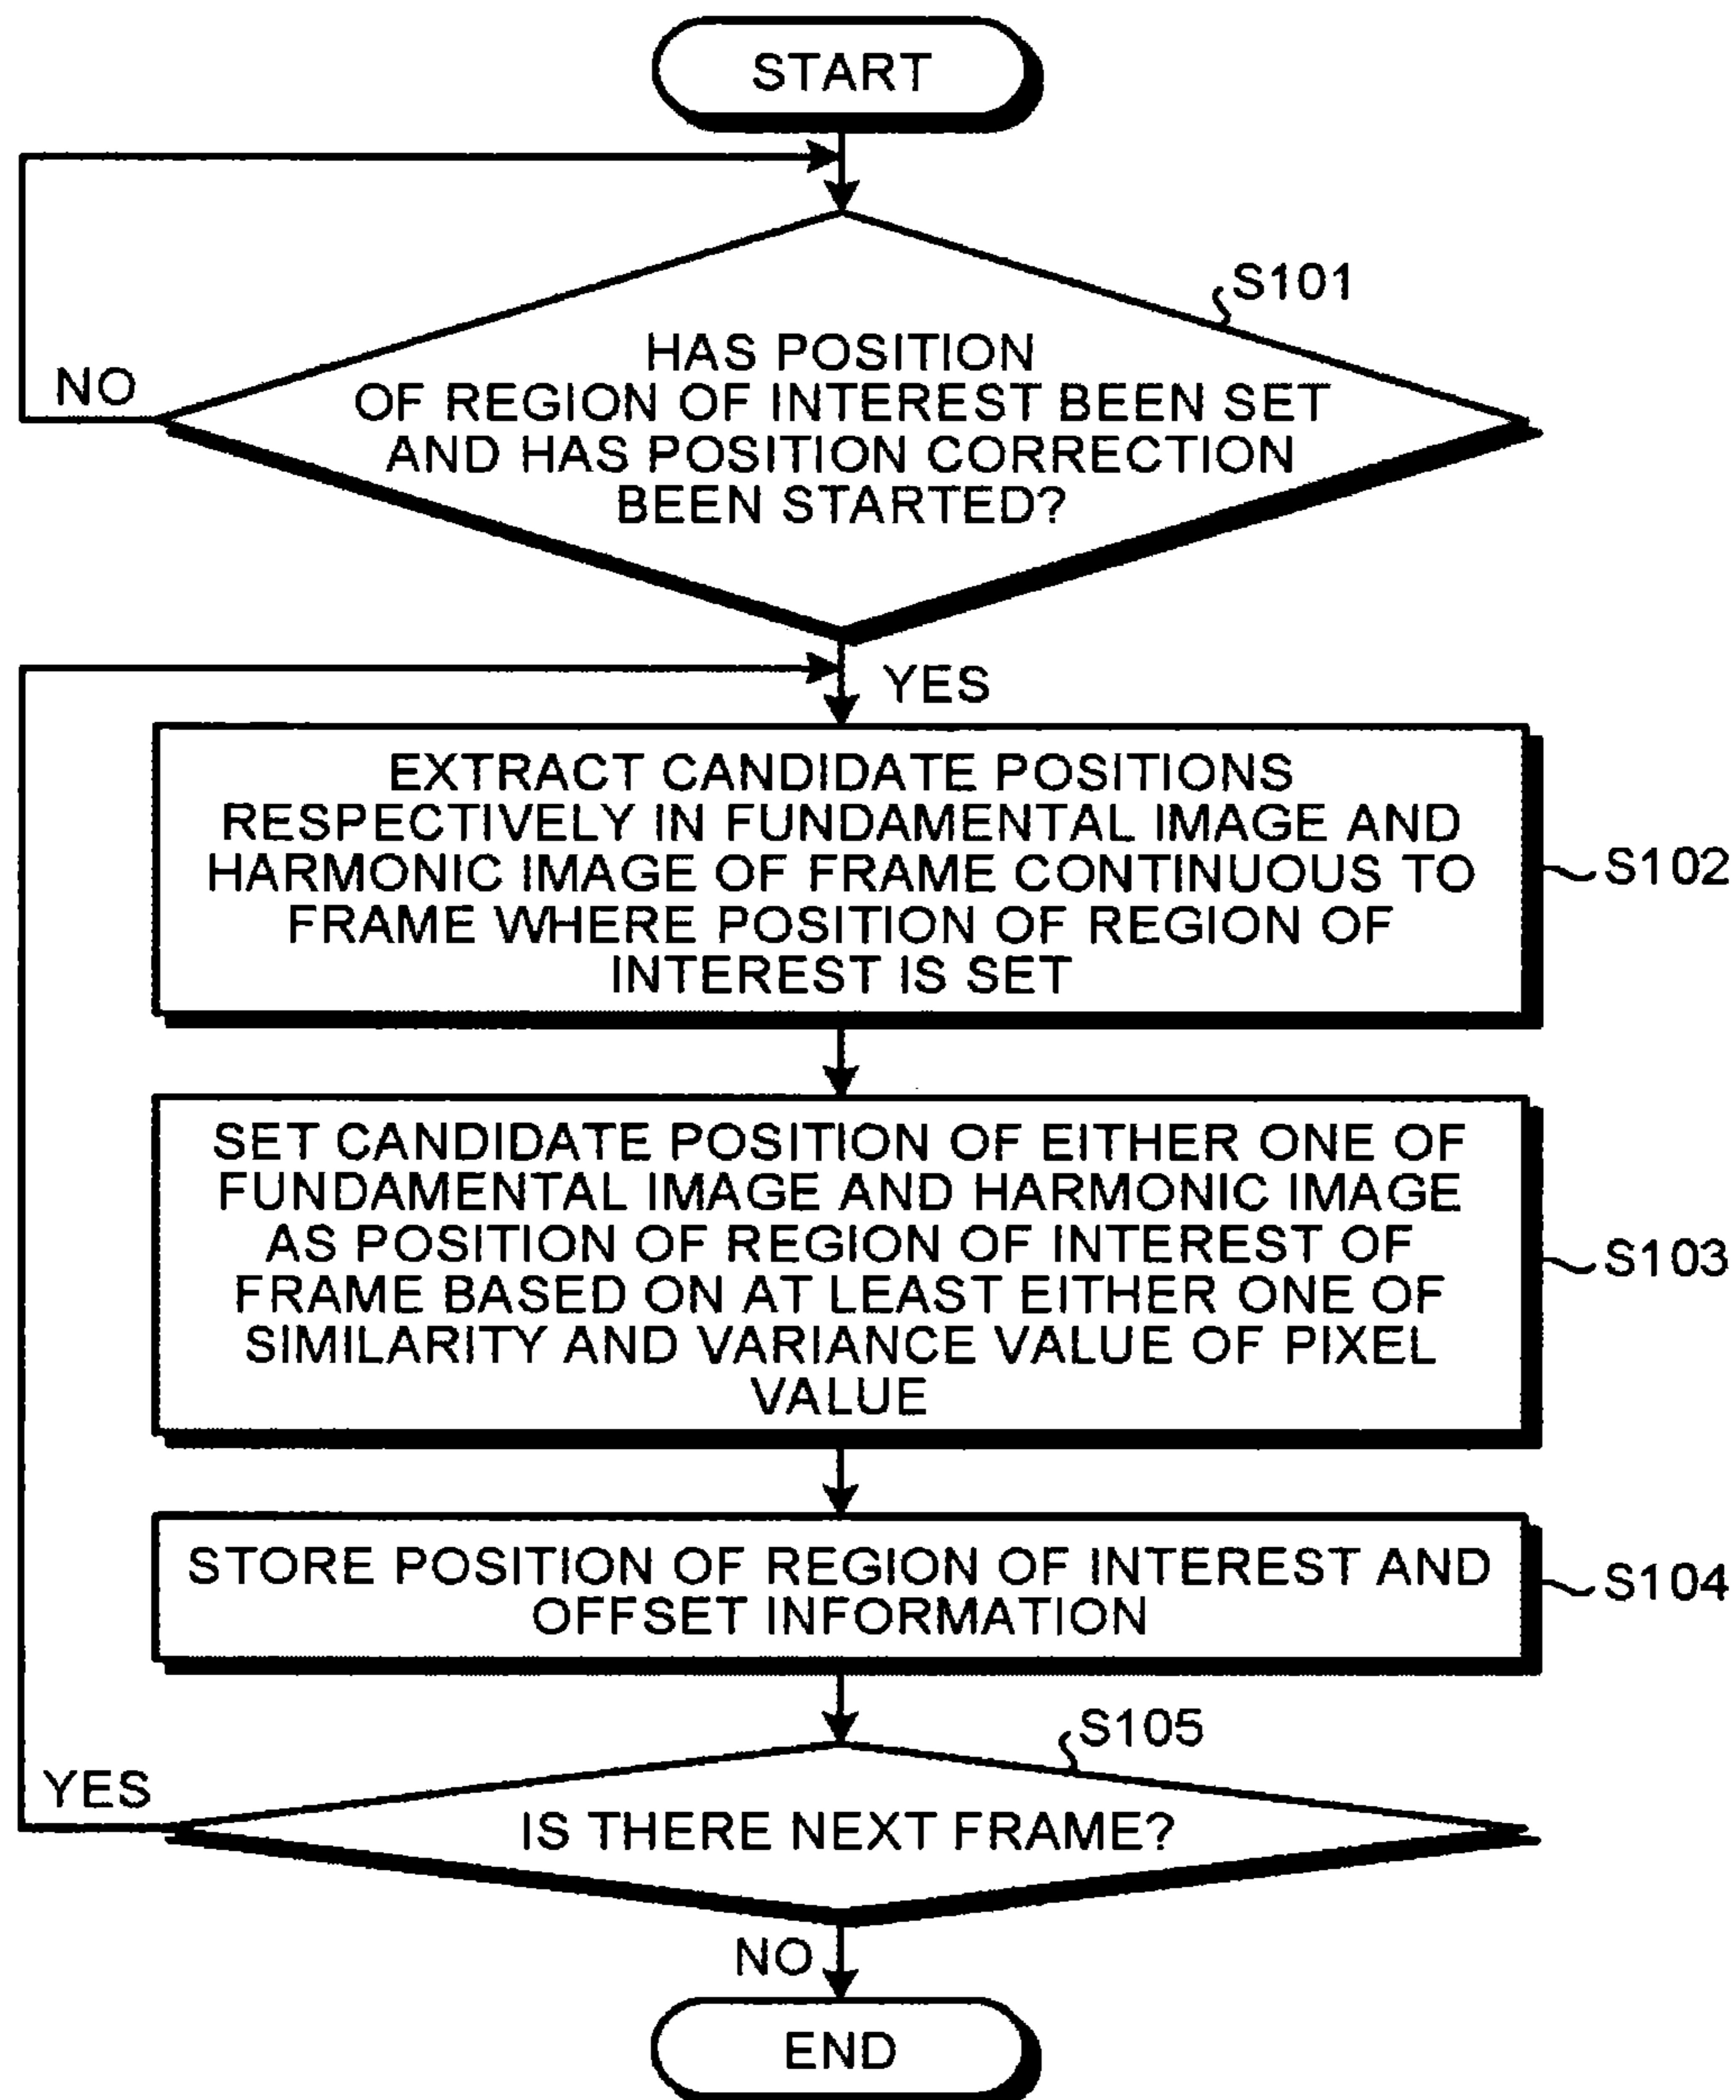 START
S101
HAS POSITION
OF REGION OF INTEREST BEEN SET
AND HAS POSITION CORRECTION
BEEN STARTED?
NO
YES
EXTRACT CANDIDATE POSITIONS
RESPECTIVELY IN FUNDAMENTAL IMAGE AND
HARMONIC IMAGE OF FRAME CONTINUOUS TO
FRAME WHERE POSITION OF REGION OF
INTEREST IS SET
S102
SET CANDIDATE POSITION OF EITHER ONE OF
FUNDAMENTAL IMAGE AND HARMONIC IMAGE
AS POSITION OF REGION OF INTEREST OF
FRAME BASED ON AT LEAST EITHER ONE OF
SIMILARITY AND VARIANCE VALUE OF PIXEL
VALUE
S103
STORE POSITION OF REGION OF INTEREST AND
OFFSET INFORMATION
S104
S105
YES
IS THERE NEXT FRAME?
NO
END